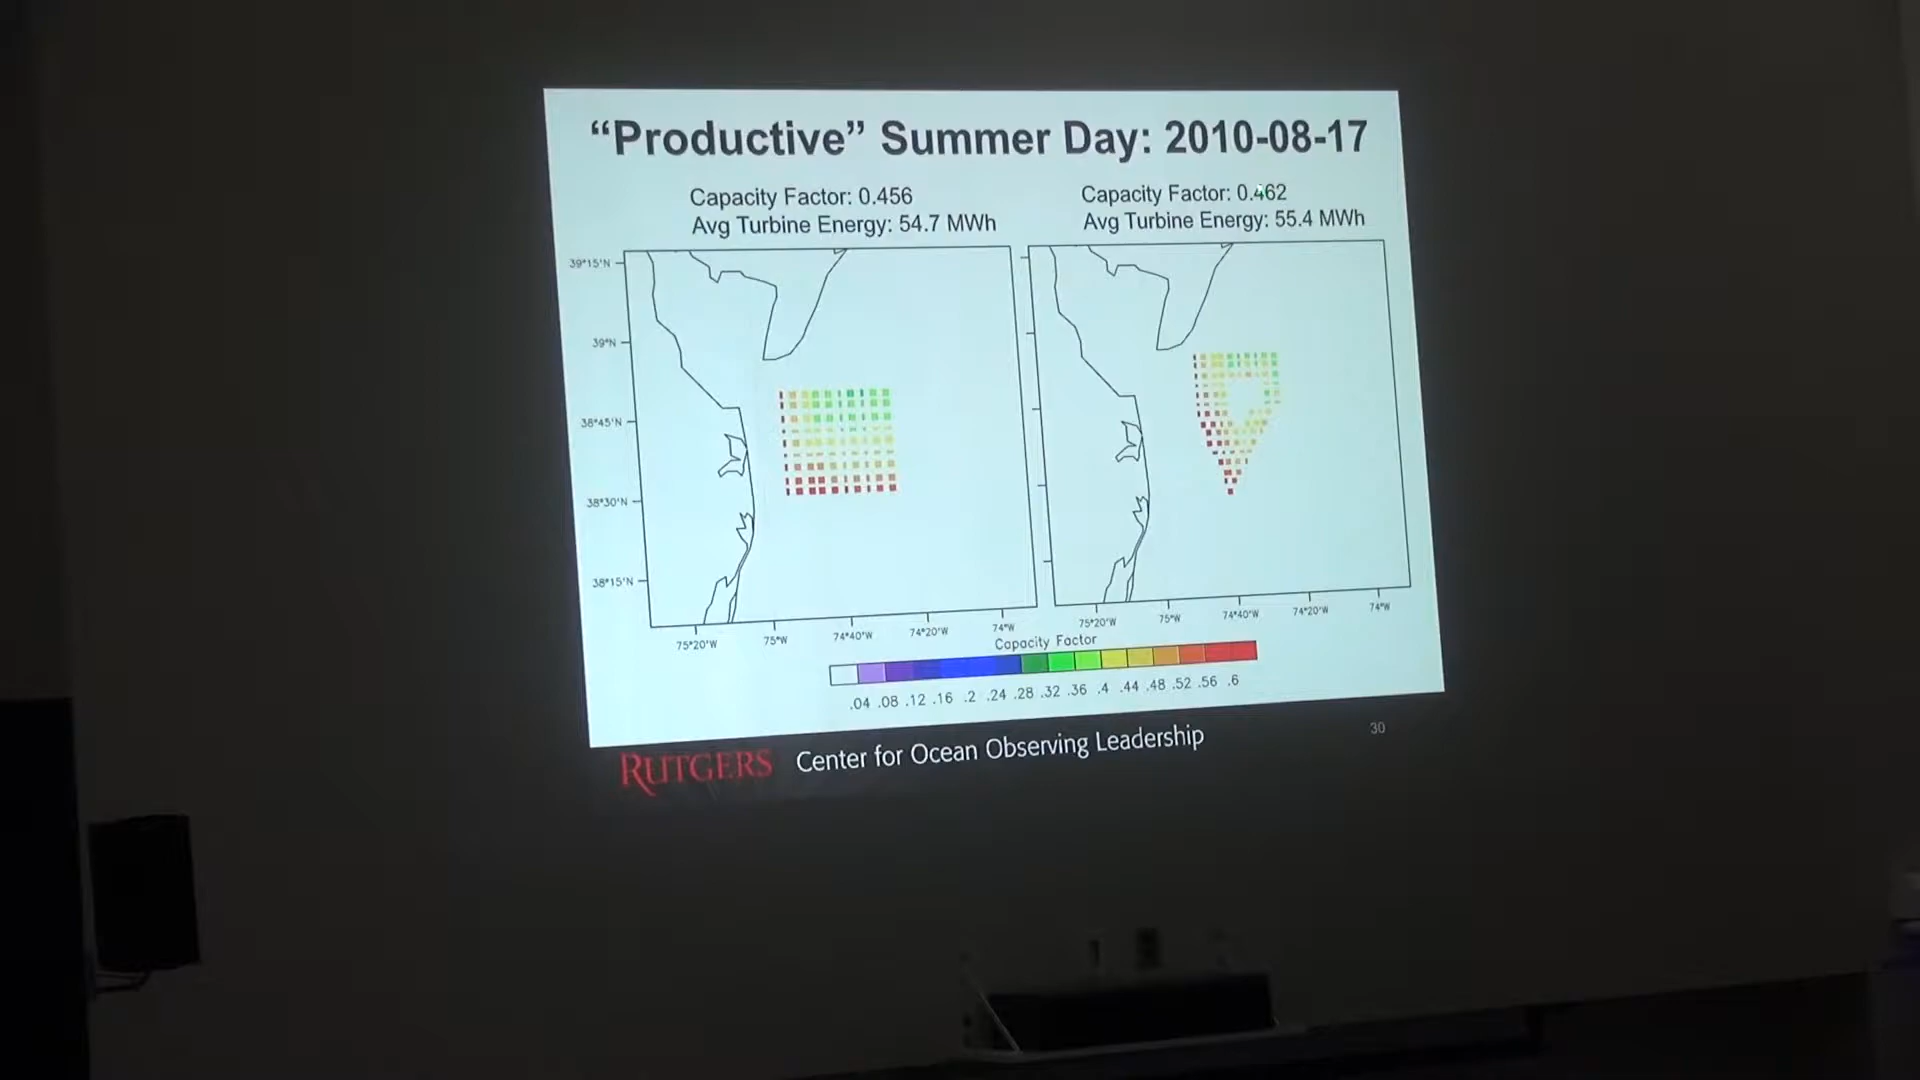 “Productive” Summer Day: 2010-08-17
Capacity Factor: 0.456
Avg Turbine Energy: 54.7 MWh
Capacity Factor: 0.462
Avg Turbine Energy: 55.4 MWh
39°15'N
39°N
38°45'N
38°30'N
38°15'N
75°20'W 75°W 74°40'W 74°20'W 74°W
75°20'W 75°W 74°40'W 74°20'W 74°W
Capacity Factor
.04 .08 .12 .16 .2 .24 .28 .32 .36 .4 .44 .48 .52 .56 .6
RUTGERS Center for Ocean Observing Leadership
30